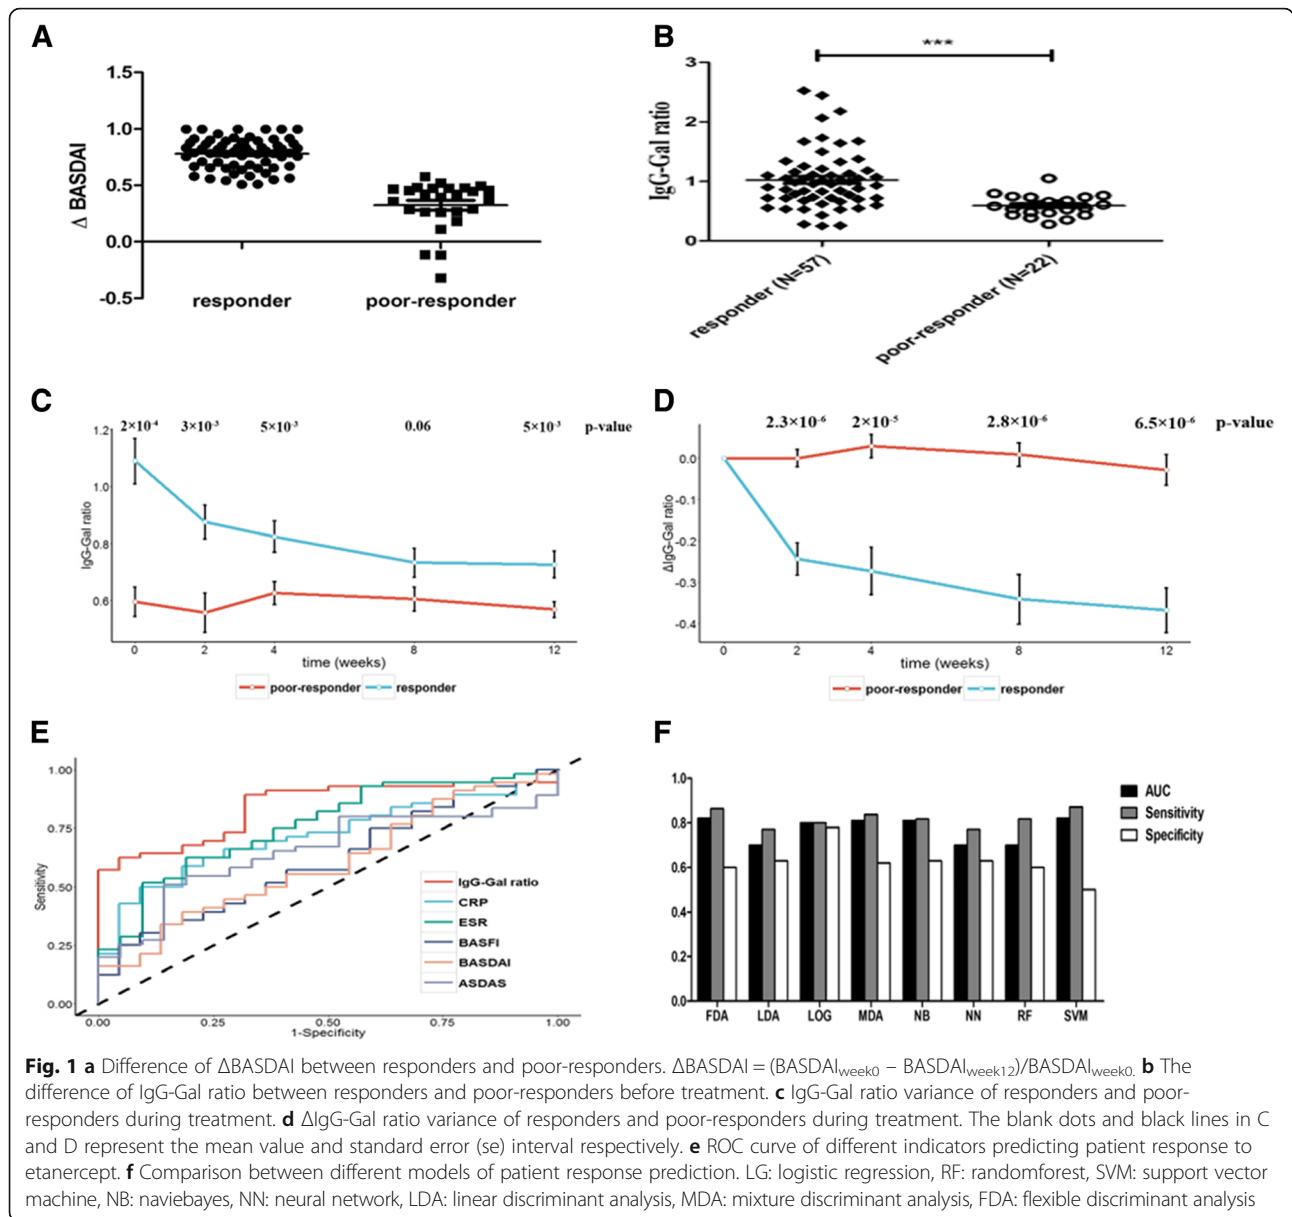 A
1.5
1.0
0.5
0.0
-0.5
Δ BASDAI
responder
poor-responder
B
***
3
2
1
0
IgG-Gal ratio
responder (N=57)
poor-responder (N=22)
C
2×10⁻⁴ 3×10⁻³ 5×10⁻³ 0.06 5×10⁻³ p-value
1.2
1.0
0.8
0.6
IgG-Gal ratio
0 2 4 8 12
time (weeks)
poor-responder responder
D
2.3×10⁻⁶ 2×10⁻⁵ 2.8×10⁻⁶ 6.5×10⁻⁶ p-value
0.0
-0.1
-0.2
-0.3
-0.4
ΔIgG-Gal ratio
0 2 4 8 12
time (weeks)
poor-responder responder
E
1.00
0.75
0.50
0.25
0.00
Sensitivity
IgG-Gal ratio
CRP
ESR
BASFI
BASDAI
ASDAS
0.00 0.25 0.50 0.75 1.00
1-Specificity
F
1.0
0.8
0.6
0.4
0.2
0.0
AUC
Sensitivity
Specificity
FDA LDA LOG MDA NB NN RF SVM
Fig. 1 a Difference of ΔBASDAI between responders and poor-responders. ΔBASDAI = (BASDAIweek0 – BASDAIweek12)/BASDAIweek0. b The
difference of IgG-Gal ratio between responders and poor-responders before treatment. c IgG-Gal ratio variance of responders and poor-
responders during treatment. d ΔIgG-Gal ratio variance of responders and poor-responders during treatment. The blank dots and black lines in C
and D represent the mean value and standard error (se) interval respectively. e ROC curve of different indicators predicting patient response to
etanercept. f Comparison between different models of patient response prediction. LG: logistic regression, RF: randomforest, SVM: support vector
machine, NB: naviebayes, NN: neural network, LDA: linear discriminant analysis, MDA: mixture discriminant analysis, FDA: flexible discriminant analysis